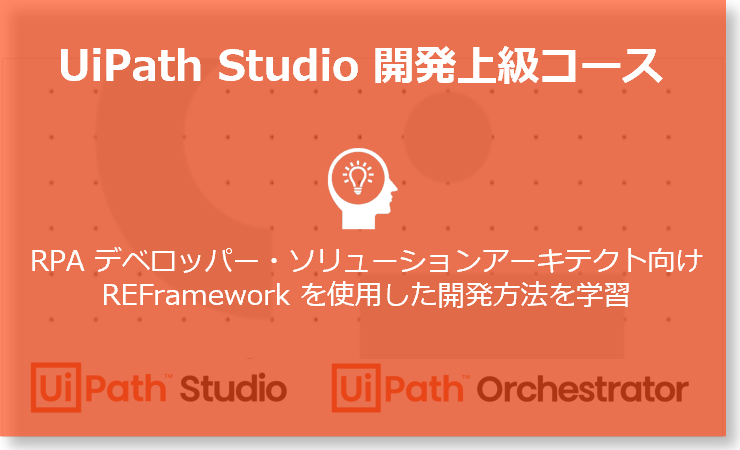 UiPath Studio 開発上級コース
RPA デベロッパー・ソリューションアーキテクト向け
REFramework を使用した開発方法を学習
UiPath™ Studio
UiPath™ Orchestrator